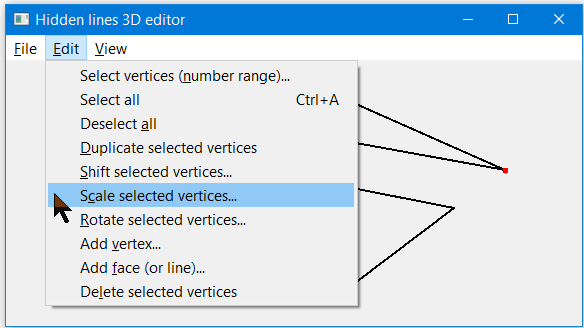 Hidden lines 3D editor
File Edit View
Select vertices (number range)...
Select all Ctrl+A
Deselect all
Duplicate selected vertices
Shift selected vertices...
Scale selected vertices...
Rotate selected vertices...
Add vertex...
Add face (or line)...
Delete selected vertices